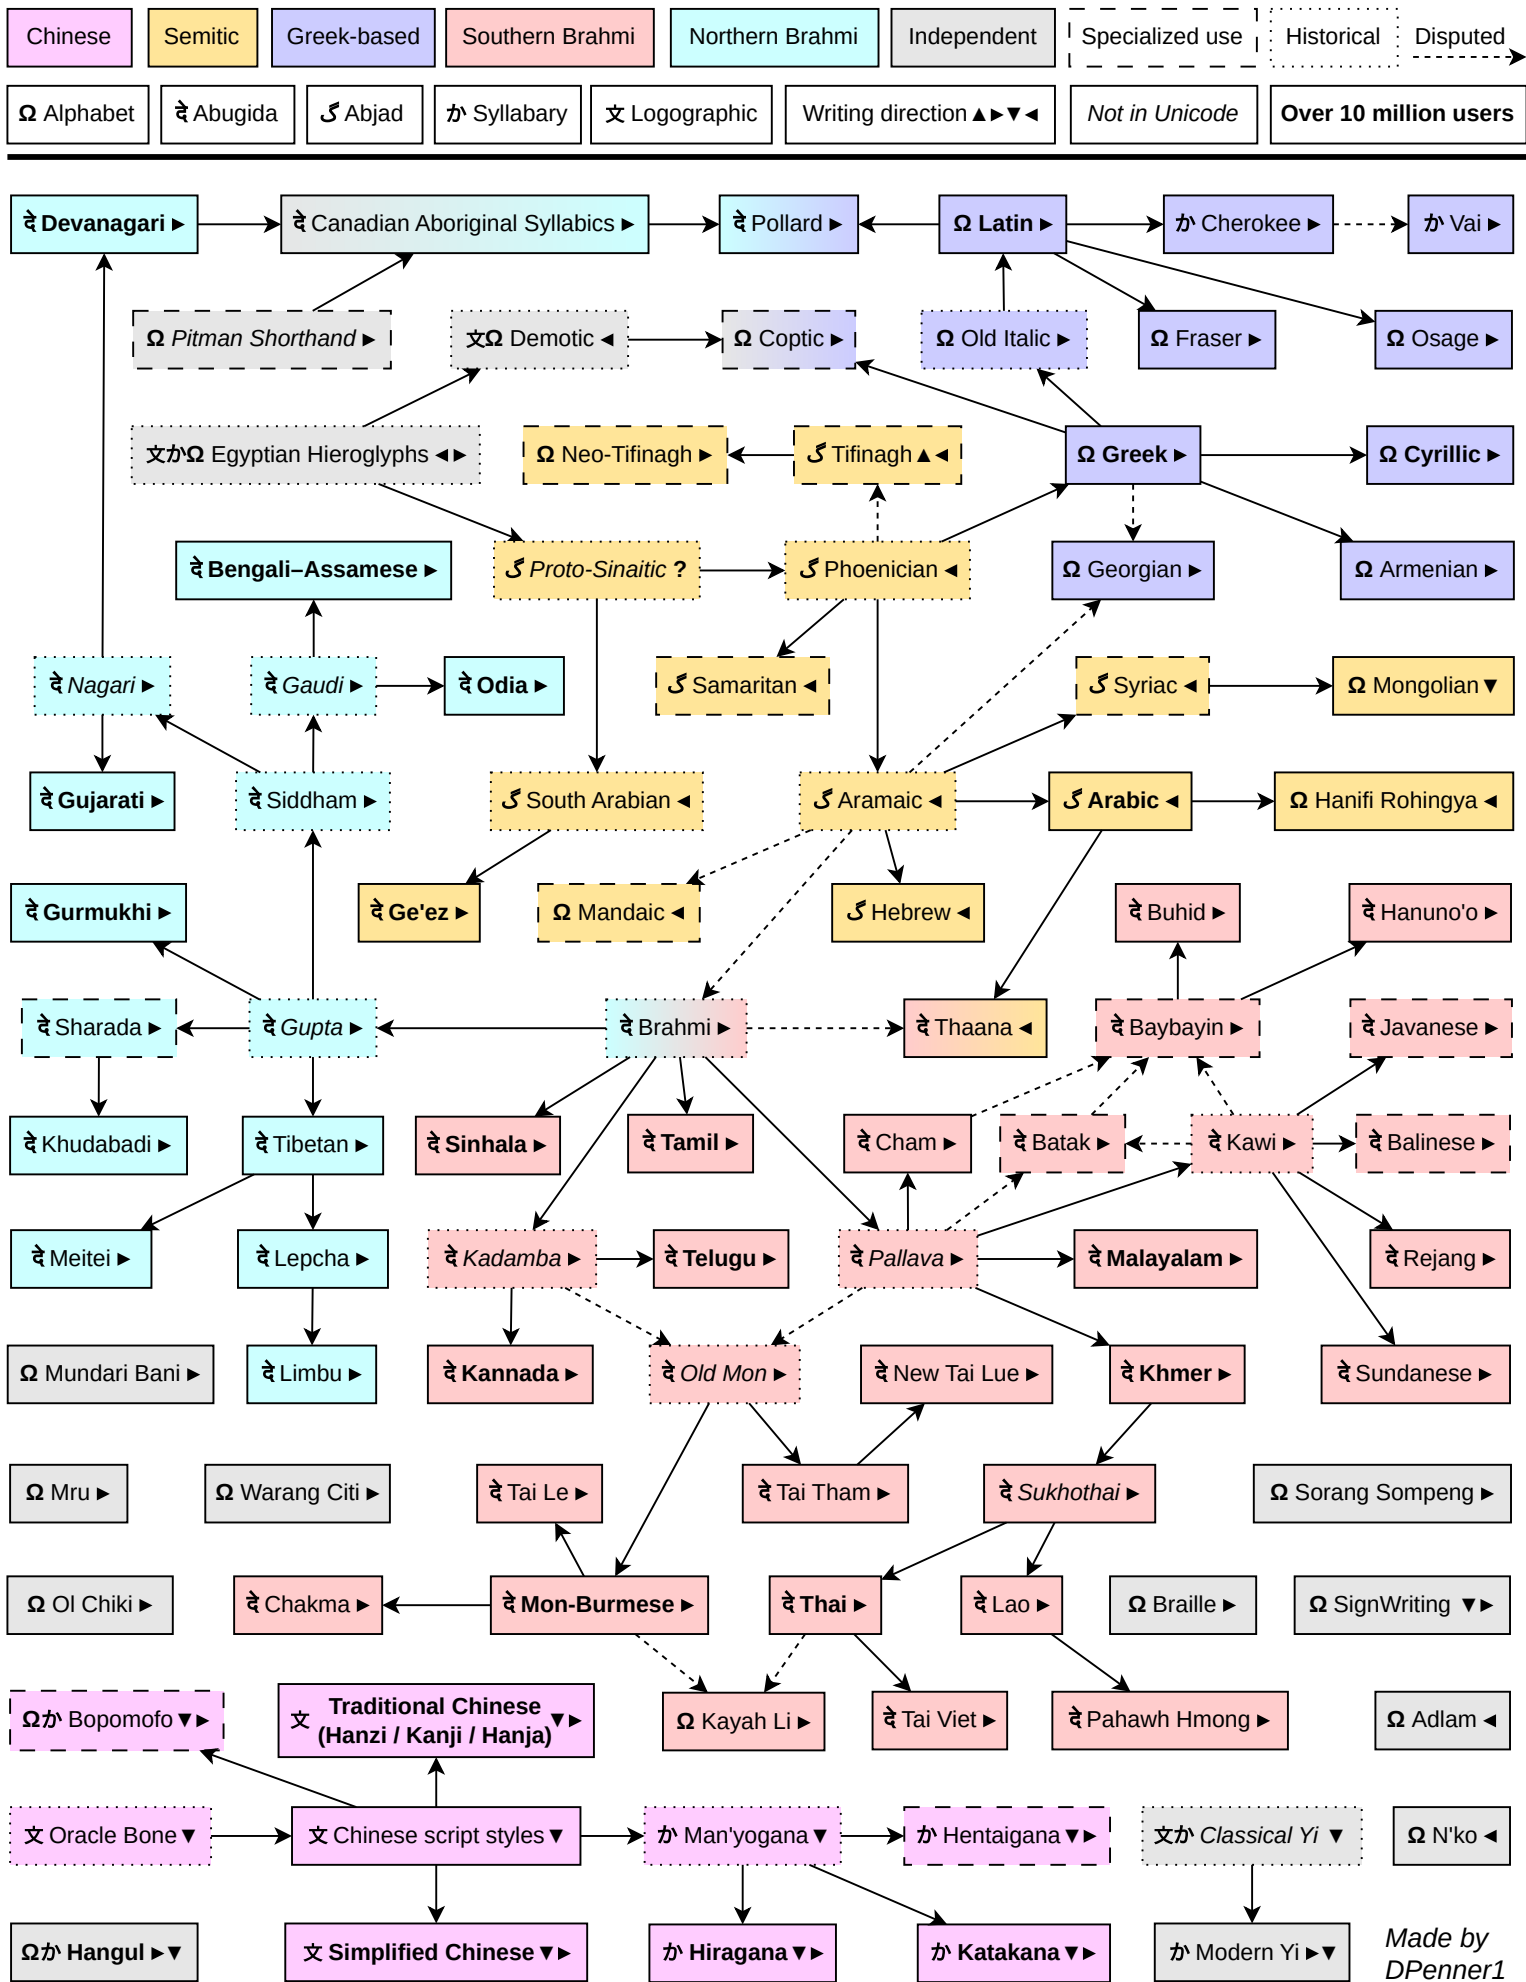 Chinese
Semitic
Greek-based
Southern Brahmi
Northern Brahmi
Independent
Specialized use
Historical
Disputed
Ω Alphabet
दे Abugida
گ Abjad
か Syllabary
文 Logographic
Writing direction ▲►▼◄
Not in Unicode
Over 10 million users
दे Devanagari ►
दे Canadian Aboriginal Syllabics ►
दे Pollard ►
Ω Latin ►
か Cherokee ►
か Vai ►
Ω Pitman Shorthand ►
文Ω Demotic ◄
Ω Coptic ►
Ω Old Italic ►
Ω Fraser ►
Ω Osage ►
文かΩ Egyptian Hieroglyphs ◄►
Ω Neo-Tifinagh ►
گ Tifinagh ▲◄
Ω Greek ►
Ω Cyrillic ►
दे Bengali–Assamese ►
گ Proto-Sinaitic ?
گ Phoenician ◄
Ω Georgian ►
Ω Armenian ►
दे Nagari ►
दे Gaudi ►
दे Odia ►
گ Samaritan ◄
گ Syriac ◄
Ω Mongolian ▼
दे Gujarati ►
दे Siddham ►
گ South Arabian ◄
گ Aramaic ◄
گ Arabic ◄
Ω Hanifi Rohingya ◄
दे Gurmukhi ►
दे Ge'ez ►
Ω Mandaic ◄
گ Hebrew ◄
दे Buhid ►
दे Hanuno'o ►
दे Sharada ►
दे Gupta ►
दे Brahmi ►
दे Thaana ◄
दे Baybayin ►
दे Javanese ►
दे Khudabadi ►
दे Tibetan ►
दे Sinhala ►
दे Tamil ►
दे Cham ►
दे Batak ►
दे Kawi ►
दे Balinese ►
दे Meitei ►
दे Lepcha ►
दे Kadamba ►
दे Telugu ►
दे Pallava ►
दे Malayalam ►
दे Rejang ►
Ω Mundari Bani ►
दे Limbu ►
दे Kannada ►
दे Old Mon ►
दे New Tai Lue ►
दे Khmer ►
दे Sundanese ►
Ω Mru ►
Ω Warang Citi ►
दे Tai Le ►
दे Tai Tham ►
दे Sukhothai ►
Ω Sorang Sompeng ►
Ω Ol Chiki ►
दे Chakma ►
दे Mon-Burmese ►
दे Thai ►
दे Lao ►
Ω Braille ►
Ω SignWriting ▼►
Ωか Bopomofo ▼►
文 Traditional Chinese
(Hanzi / Kanji / Hanja) ▼►
Ω Kayah Li ►
दे Tai Viet ►
दे Pahawh Hmong ►
Ω Adlam ◄
文 Oracle Bone ▼
文 Chinese script styles ▼
か Man'yogana ▼
か Hentaigana ▼►
文か Classical Yi ▼
Ω N'ko ◄
Ωか Hangul ►▼
文 Simplified Chinese ▼►
か Hiragana ▼►
か Katakana ▼►
か Modern Yi ►▼
Made by
DPenner1